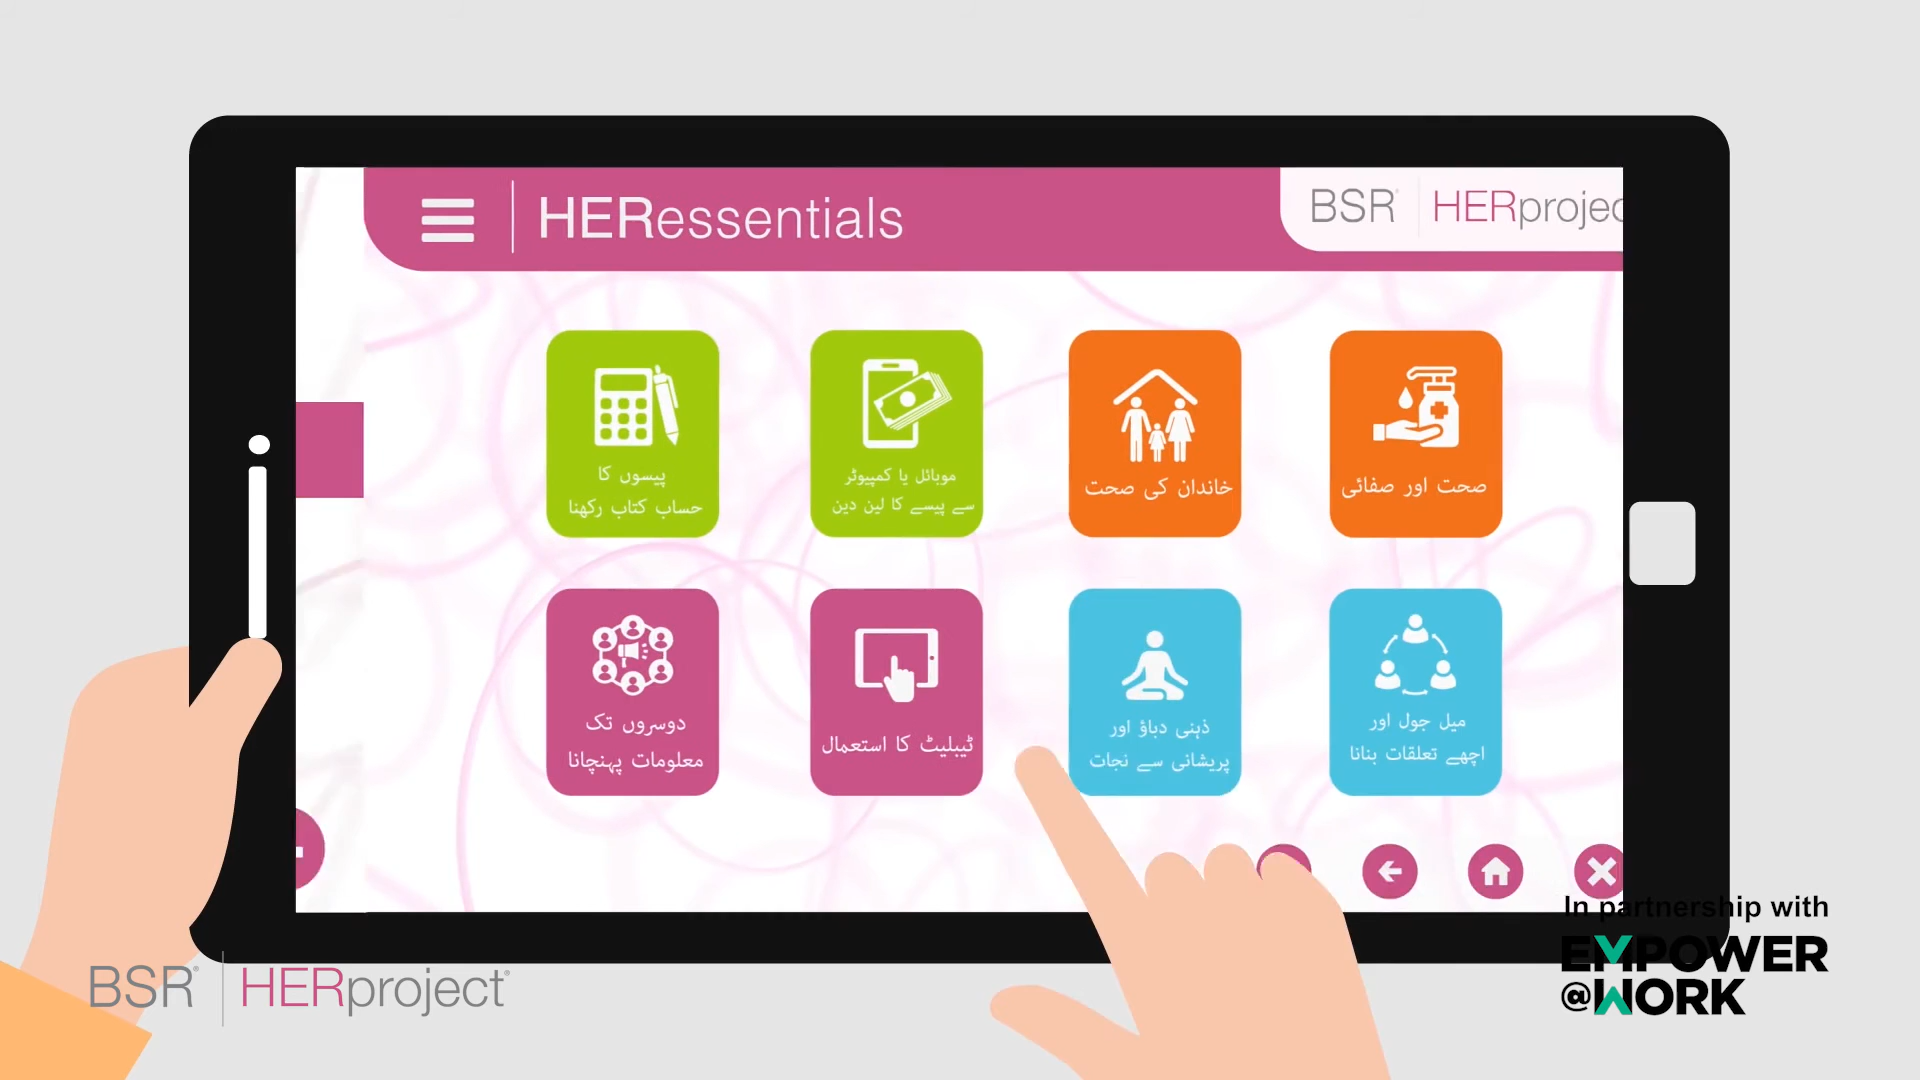 HERessentials
BSR | HERprojec
صحت اور صفائی
خاندان کی صحت
موبائل یا کمپیوٹر
سے پیسے کا لین دین
پیسوں کا
حساب کتاب رکھنا
میل جول اور
اچھے تعلقات بنانا
ذہنی دباؤ اور
پریشانی سے نجات
ٹیبلیٹ کا استعمال
دوسروں تک
معلومات پہنچانا
In partnership with
EMPOWER
@WORK
BSR® | HERproject®